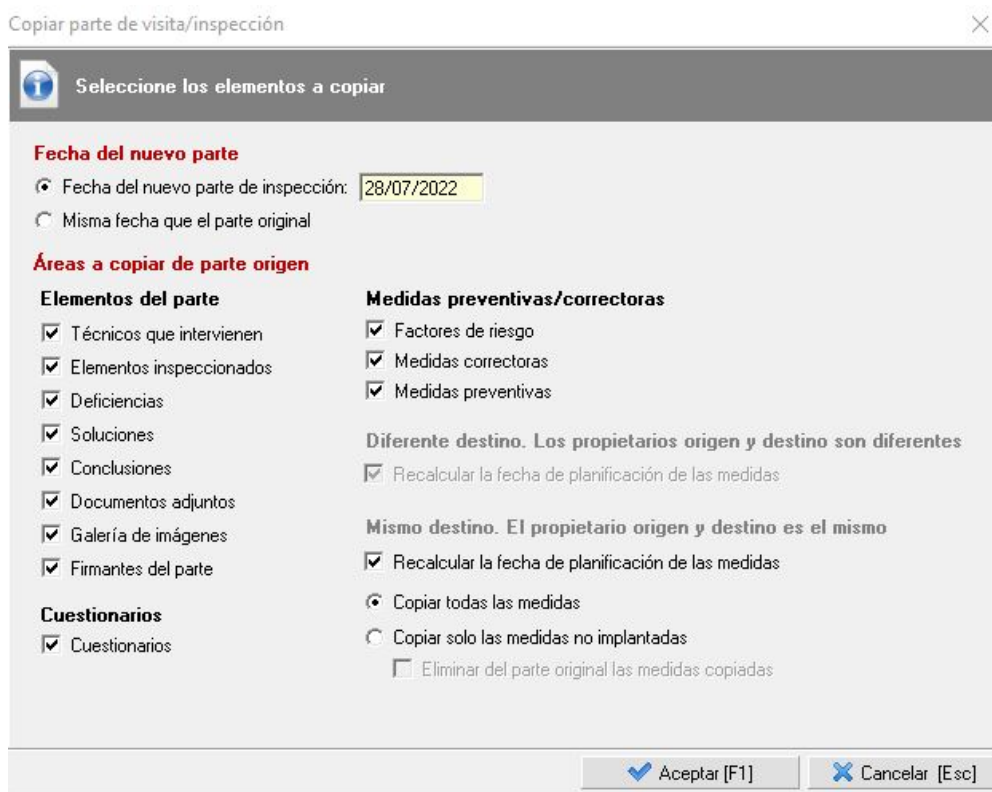 Copiar parte de visita/inspección
Seleccione los elementos a copiar
Fecha del nuevo parte
Fecha del nuevo parte de inspección: 28/07/2022
Misma fecha que el parte original
Áreas a copiar de parte origen
Elementos del parte
Técnicos que intervienen
Elementos inspeccionados
Deficiencias
Soluciones
Conclusiones
Documentos adjuntos
Galería de imágenes
Firmantes del parte
Cuestionarios
Cuestionarios
Medidas preventivas/correctoras
Factores de riesgo
Medidas correctoras
Medidas preventivas
Diferente destino. Los propietarios origen y destino son diferentes
Recalcular la fecha de planificación de las medidas
Mismo destino. El propietario origen y destino es el mismo
Recalcular la fecha de planificación de las medidas
Copiar todas las medidas
Copiar solo las medidas no implantadas
Eliminar del parte original las medidas copiadas
Aceptar [F1]
Cancelar [Esc]